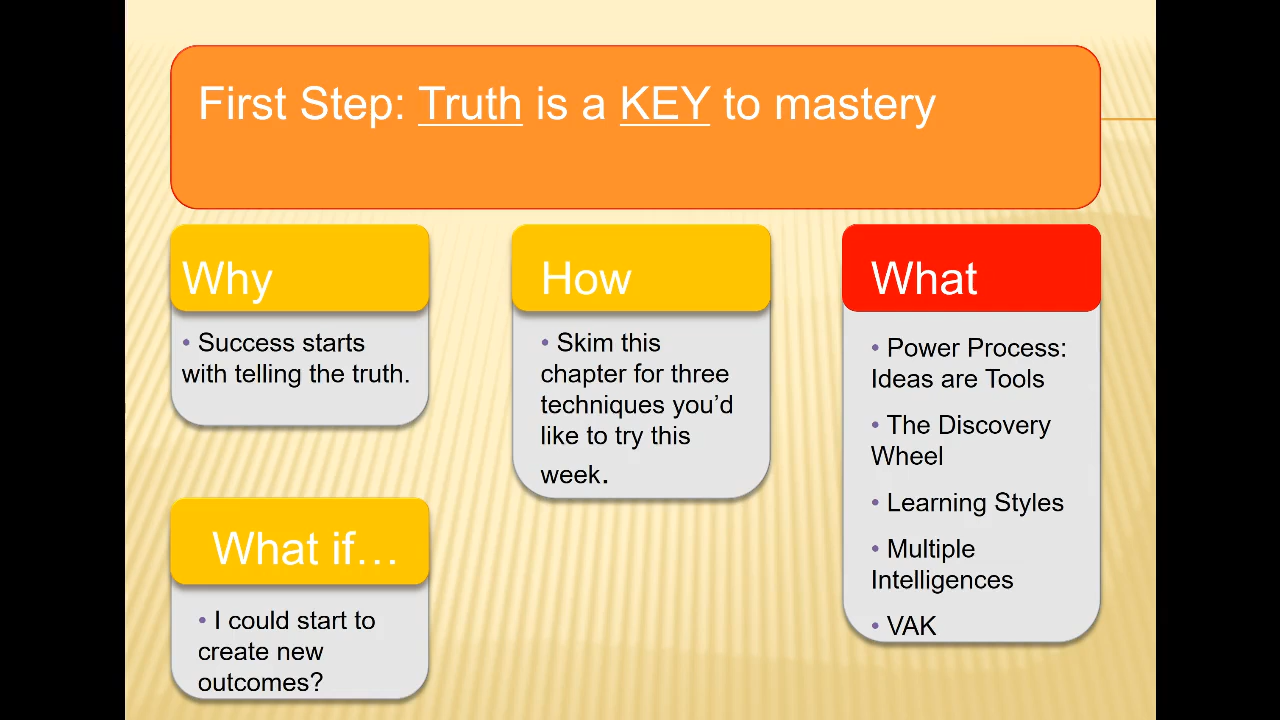 First Step: Truth is a KEY to mastery
Why
• Success starts
with telling the truth.
How
• Skim this
chapter for three
techniques you’d
like to try this
week.
What
• Power Process:
Ideas are Tools
• The Discovery
Wheel
• Learning Styles
• Multiple
Intelligences
• VAK
What if…
• I could start to
create new
outcomes?